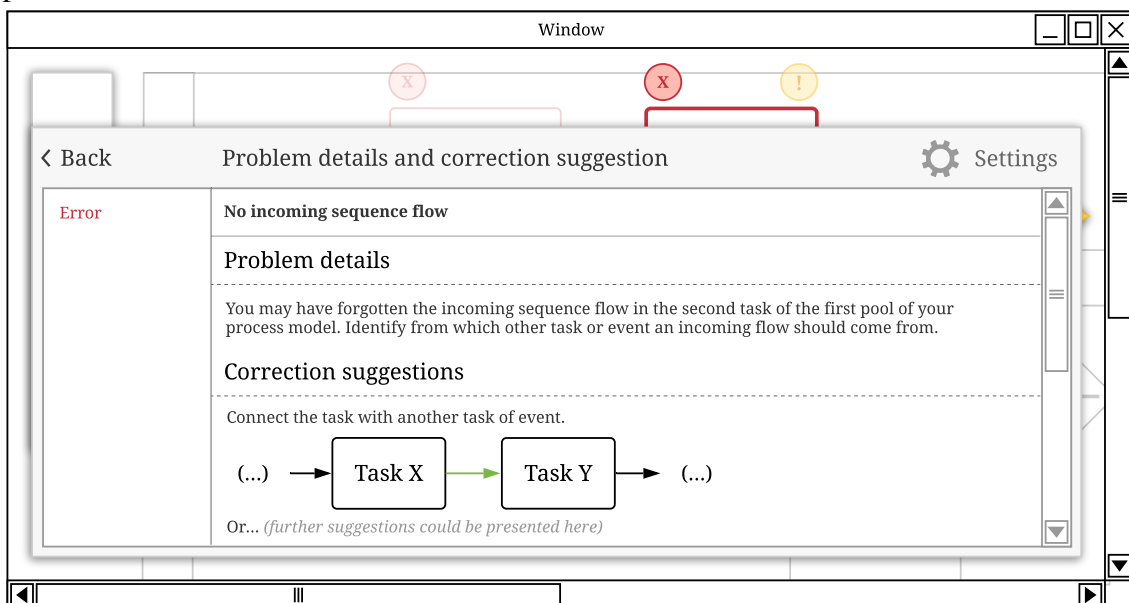 Window
X
X
!
Back
Problem details and correction suggestion
Settings
Error
No incoming sequence flow
Problem details
You may have forgotten the incoming sequence flow in the second task of the first pool of your
process model. Identify from which other task or event an incoming flow should come from.
Correction suggestions
Connect the task with another task of event.
(...)
Task X
Task Y
(...)
Or... (further suggestions could be presented here)